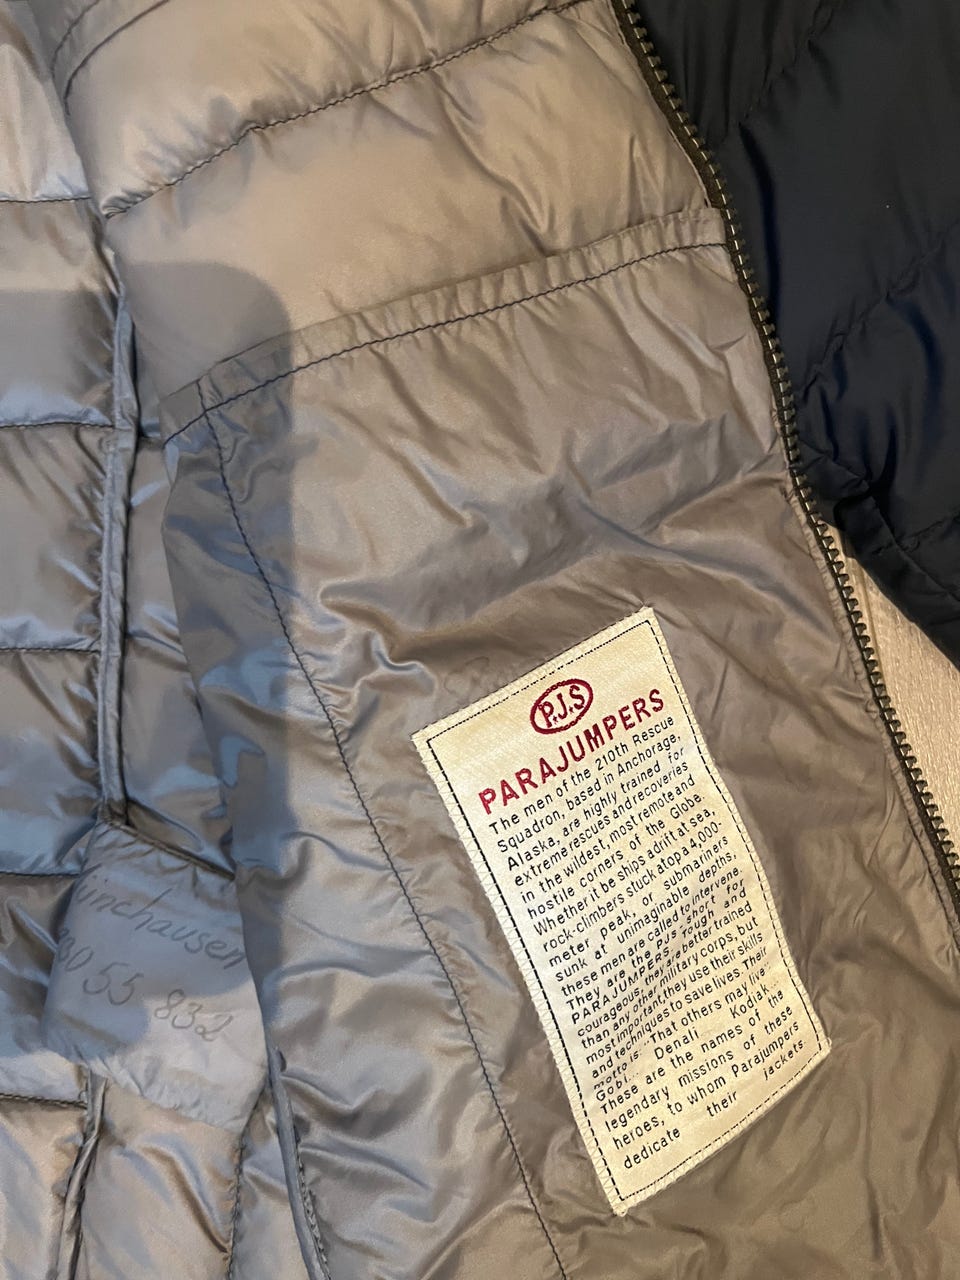 P.J.S
PARAJUMPERS
The men of the 210th Rescue
Squadron, based in Anchorage,
Alaska, are highly trained for
extreme rescues and recoveries
in the wildest, most remote and
hostile corners of the Globe.
Whether it be ships adrift at sea,
rock-climbers stuck atop a 4,000-
meter peak, or submariners
sunk at unimaginable depths,
these men are called to intervene.
They are the PJs short for
PARAJUMPERS. Tough and
courageous, they are better trained
than any other military corps, but
most important, they use their skills
and techniques to save lives. Their
motto is: ..That others may live
Gobi... Denali... Kodiak...
These are the names of the
legendary missions of these
heroes, to whom Parajumpers
dedicate their jackets
inchausen
55 832